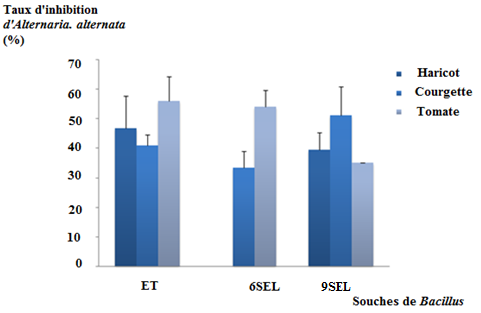 Taux d'inhibition
d'Alternaria. alternata
(%)
70
60
50
40
30
20
10
0
Haricot
Courgette
Tomate
ET
6SEL
9SEL
Souches de Bacillus